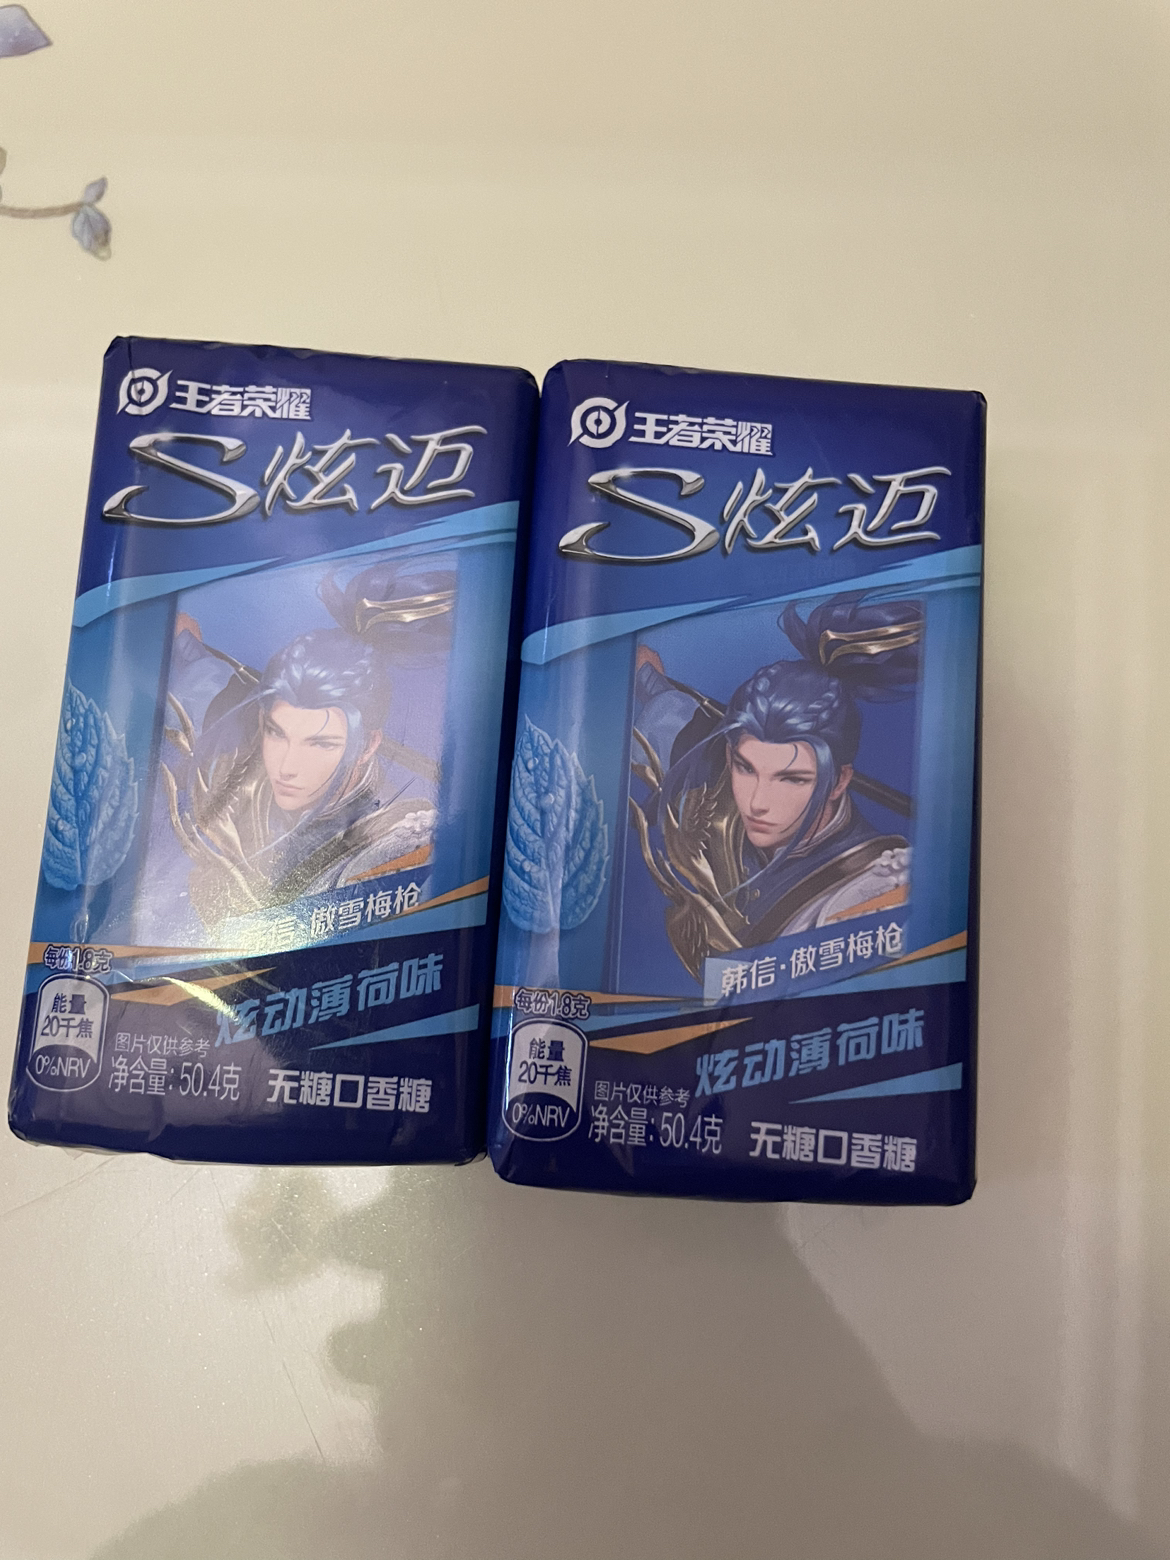 王者荣耀
S炫迈
韩信·傲雪梅枪
炫动薄荷味
每份1.8克
能量
20千焦
0%NRV
图片仅供参考
净含量:50.4克
无糖口香糖
王者荣耀
S炫迈
韩信·傲雪梅枪
炫动薄荷味
每份1.8克
能量
20千焦
0%NRV
图片仅供参考
净含量:50.4克
无糖口香糖